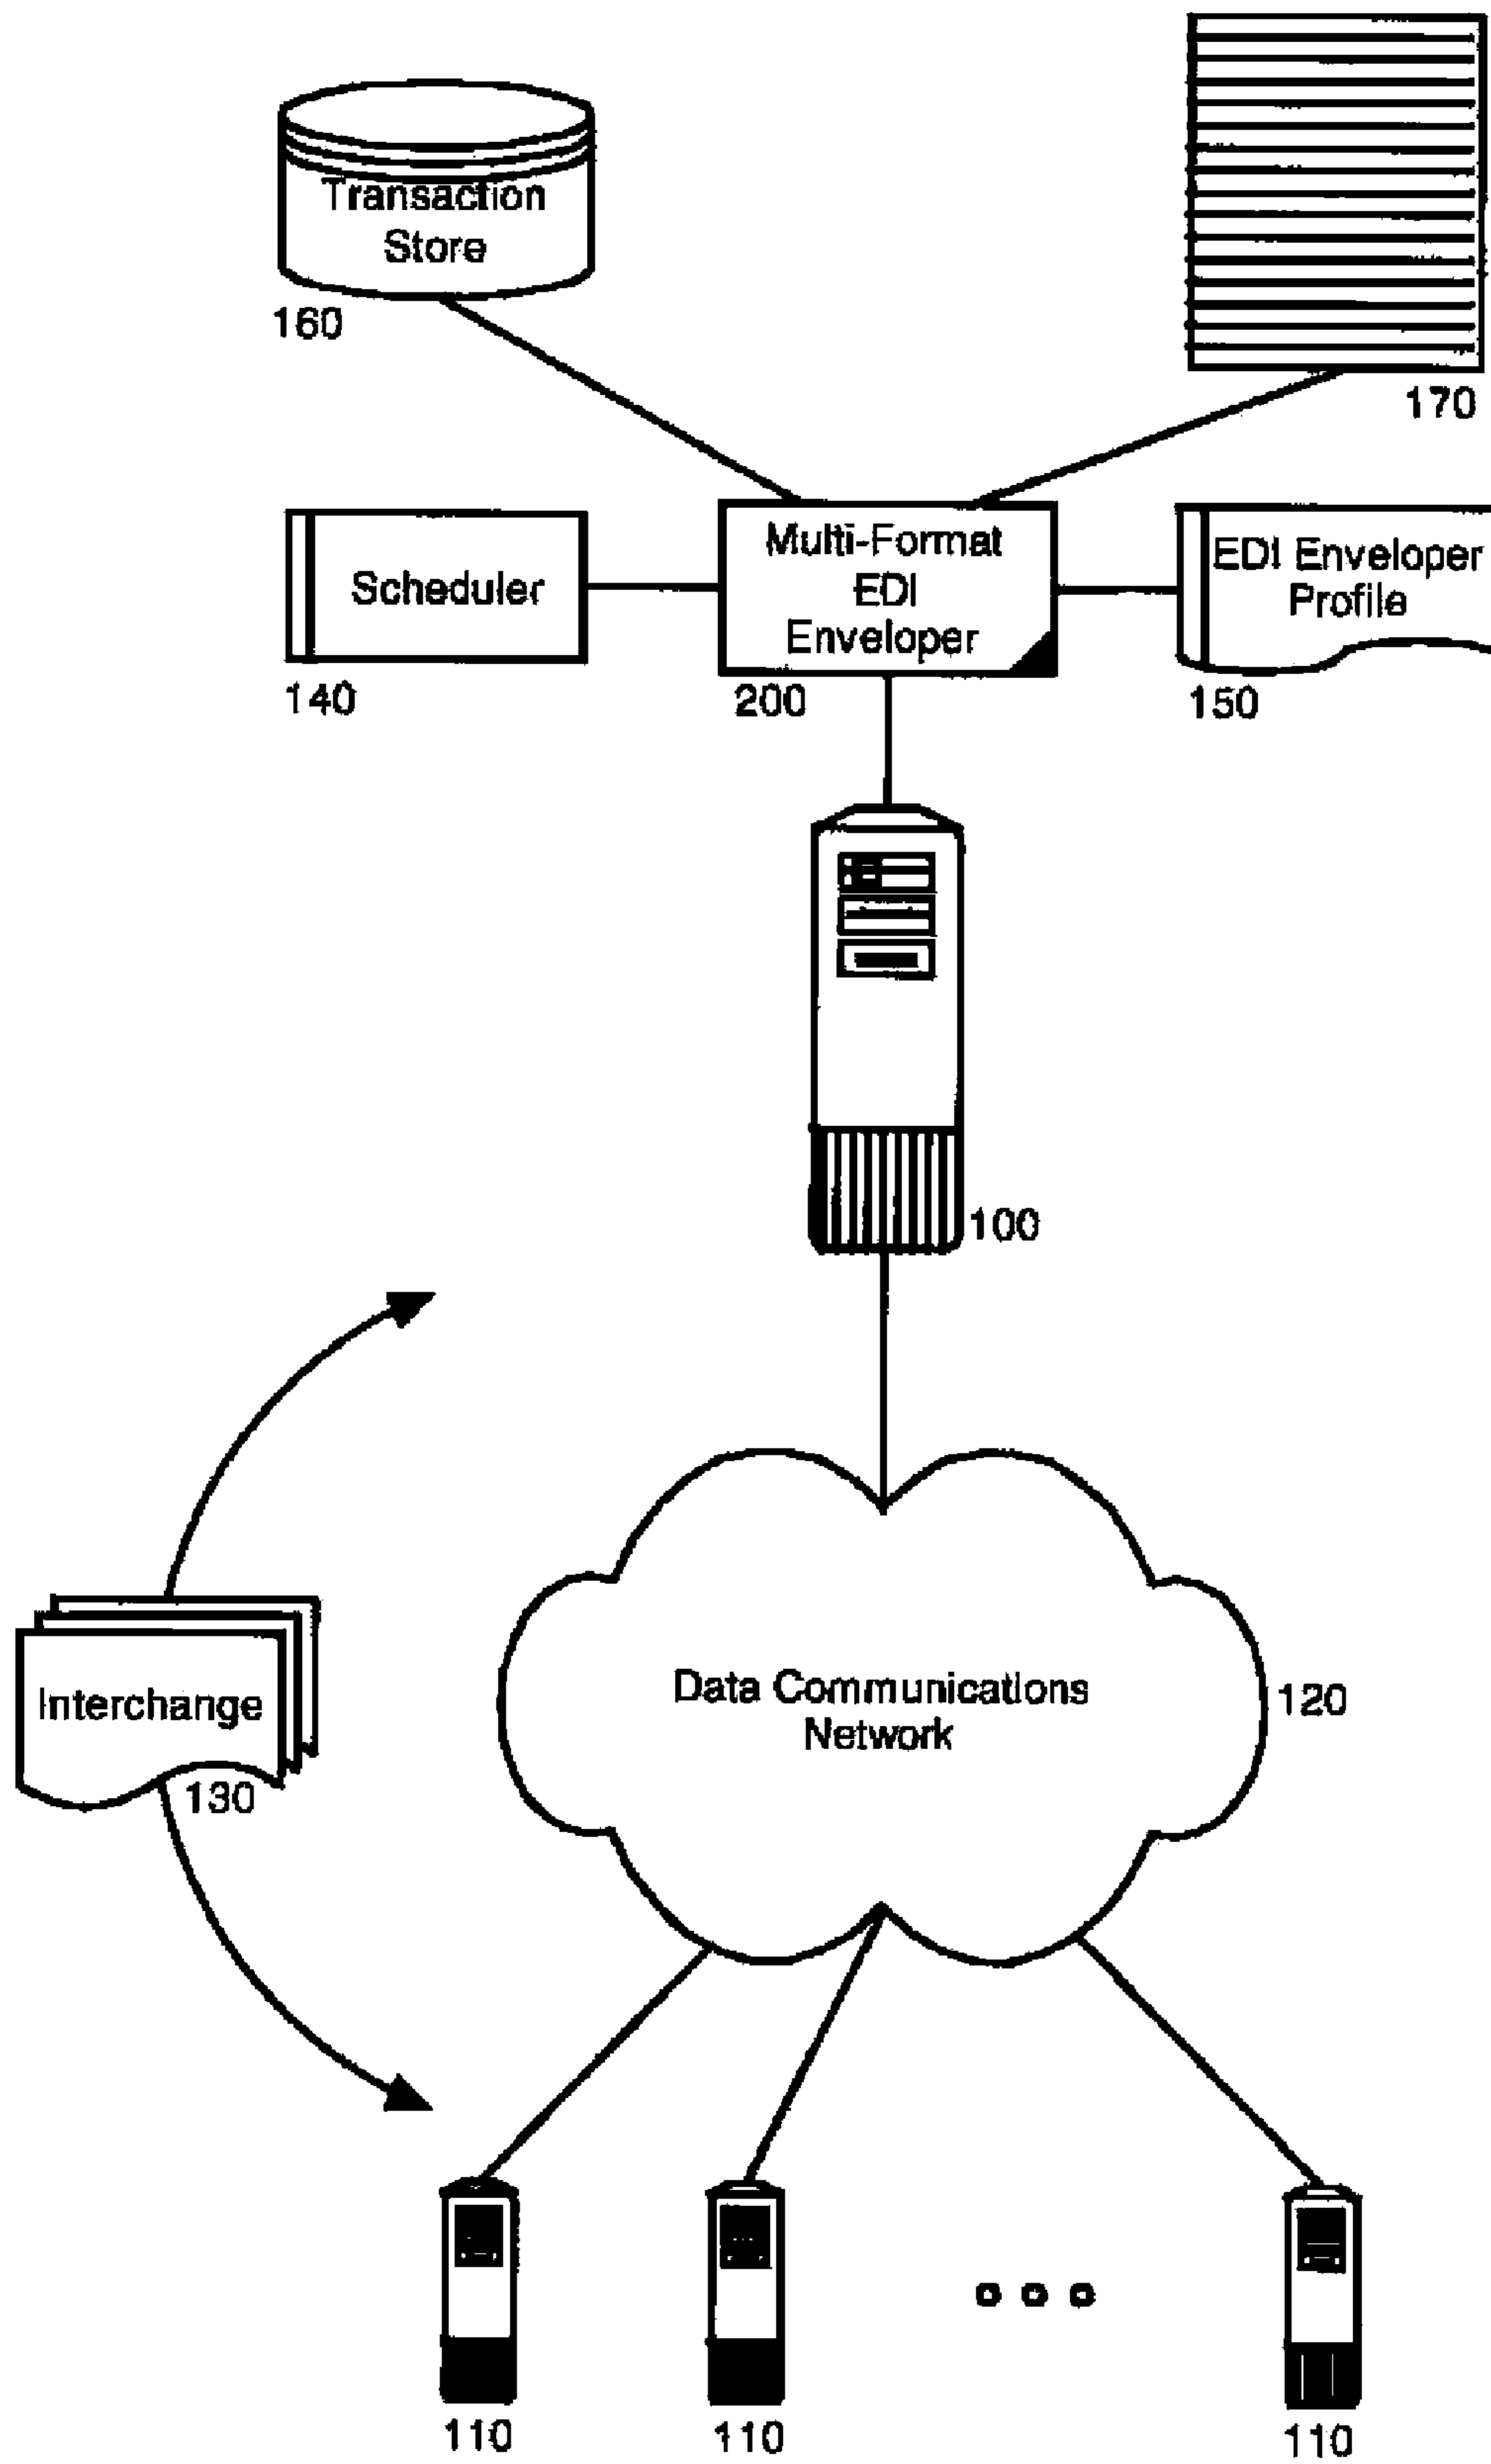 Transaction
Store
160
170
Scheduler
140
Multi-Format
EDI
Enveloper
200
EDI Enveloper
Profile
150
100
Interchange
130
Data Communications
Network
120
110
110
110